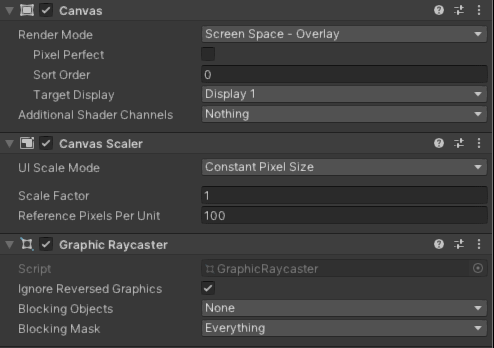 Canvas
Render Mode Screen Space - Overlay
Pixel Perfect
Sort Order 0
Target Display Display 1
Additional Shader Channels Nothing
Canvas Scaler
UI Scale Mode Constant Pixel Size
Scale Factor 1
Reference Pixels Per Unit 100
Graphic Raycaster
Script GraphicRaycaster
Ignore Reversed Graphics
Blocking Objects None
Blocking Mask Everything